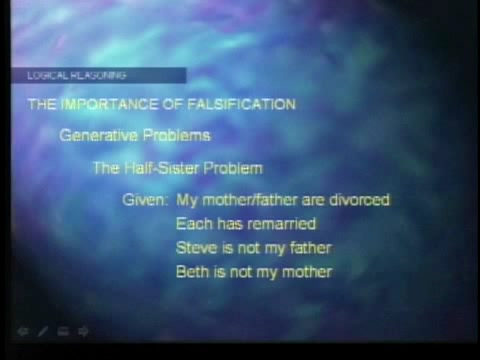 LOGICAL REASONING
THE IMPORTANCE OF FALSIFICATION
Generative Problems
The Half-Sister Problem
Given: My mother/father are divorced
Each has remarried
Steve is not my father
Beth is not my mother